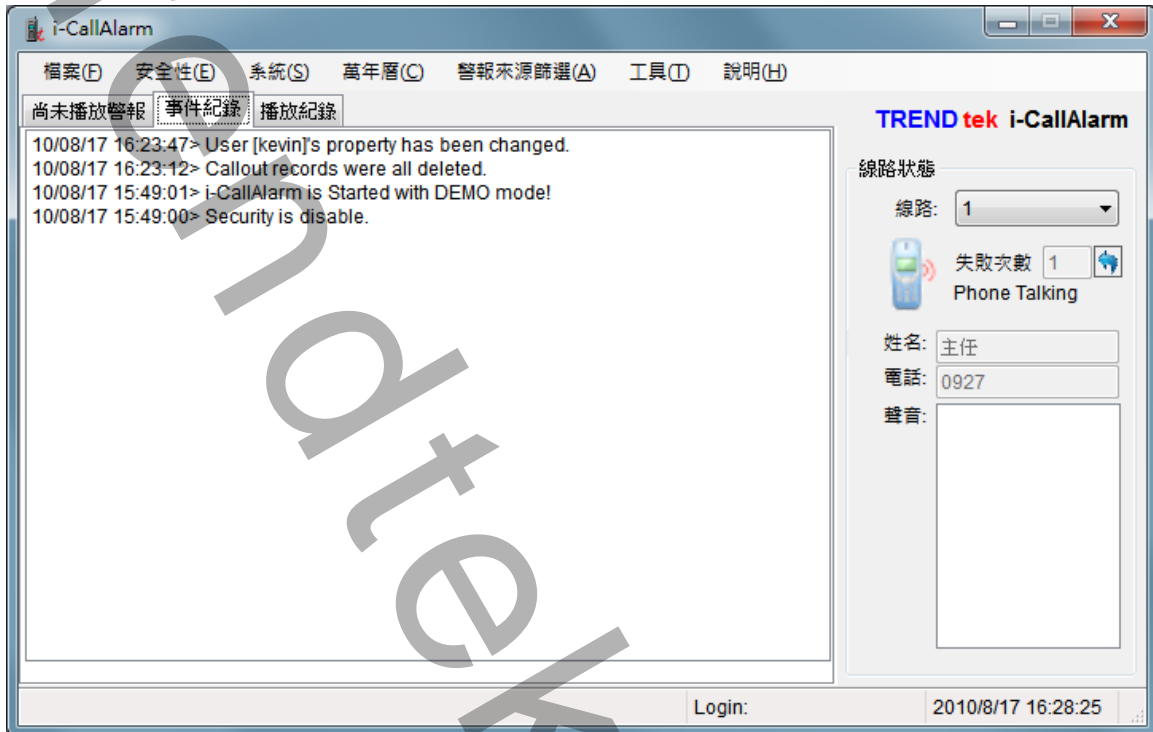 i-CallAlarm
檔案(F) 安全性(E) 系統(S) 萬年曆(C) 警報來源篩選(A) 工具(T) 說明(H)
尚未播放警報 事件紀錄 播放紀錄
TREND tek i-CallAlarm
10/08/17 16:23:47> User [kevin]'s property has been changed.
10/08/17 16:23:12> Callout records were all deleted.
10/08/17 15:49:01> i-CallAlarm is Started with DEMO mode!
10/08/17 15:49:00> Security is disable.
線路狀態
線路: 1
失敗次數 1
Phone Talking
姓名: 主任
電話: 0927
聲音:
Login: 2010/8/17 16:28:25
endtek